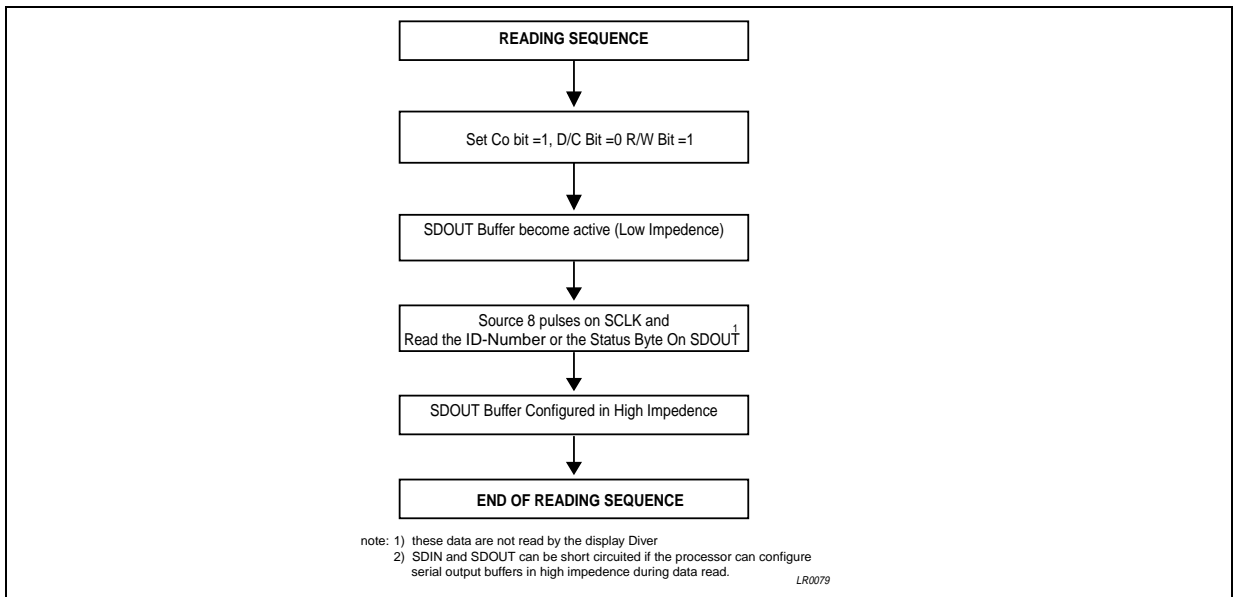 READING SEQUENCE
Set Co bit =1, D/C Bit =0 R/W Bit =1
SDOUT Buffer become active (Low Impedence)
Source 8 pulses on SCLK and
Read the ID-Number or the Status Byte On SDOUT 1
SDOUT Buffer Configured in High Impedence
END OF READING SEQUENCE
note: 1) these data are not read by the display Diver
2) SDIN and SDOUT can be short circuited if the processor can configure
serial output buffers in high impedence during data read.
LR0079